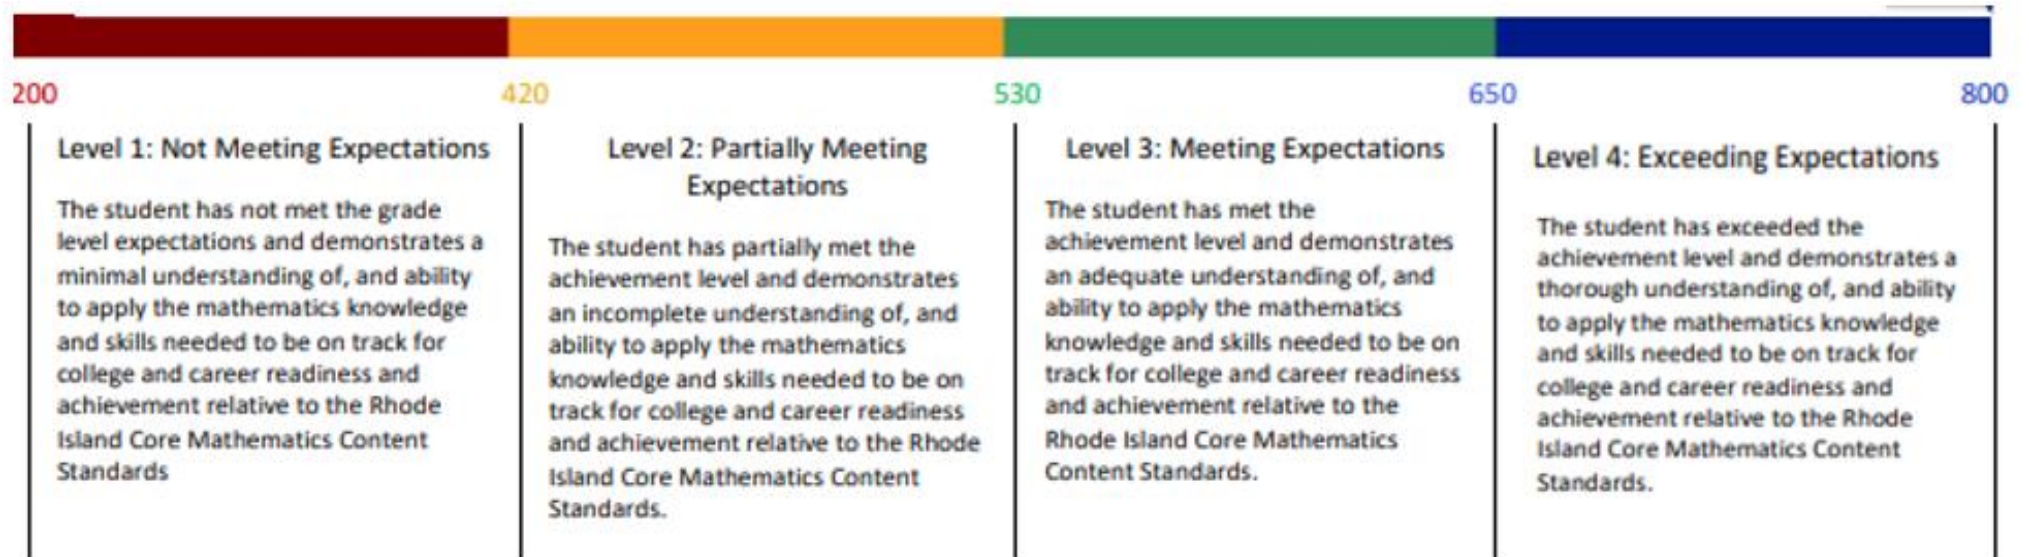 200 420 530 650 800
Level 1: Not Meeting Expectations
The student has not met the grade
level expectations and demonstrates a
minimal understanding of, and ability
to apply the mathematics knowledge
and skills needed to be on track for
college and career readiness and
achievement relative to the Rhode
Island Core Mathematics Content
Standards
Level 2: Partially Meeting
Expectations
The student has partially met the
achievement level and demonstrates
an incomplete understanding of, and
ability to apply the mathematics
knowledge and skills needed to be on
track for college and career readiness
and achievement relative to the Rhode
Island Core Mathematics Content
Standards.
Level 3: Meeting Expectations
The student has met the
achievement level and demonstrates
an adequate understanding of, and
ability to apply the mathematics
knowledge and skills needed to be on
track for college and career readiness
and achievement relative to the
Rhode Island Core Mathematics
Content Standards.
Level 4: Exceeding Expectations
The student has exceeded the
achievement level and demonstrates a
thorough understanding of, and ability
to apply the mathematics knowledge
and skills needed to be on track for
college and career readiness and
achievement relative to the Rhode
Island Core Mathematics Content
Standards.